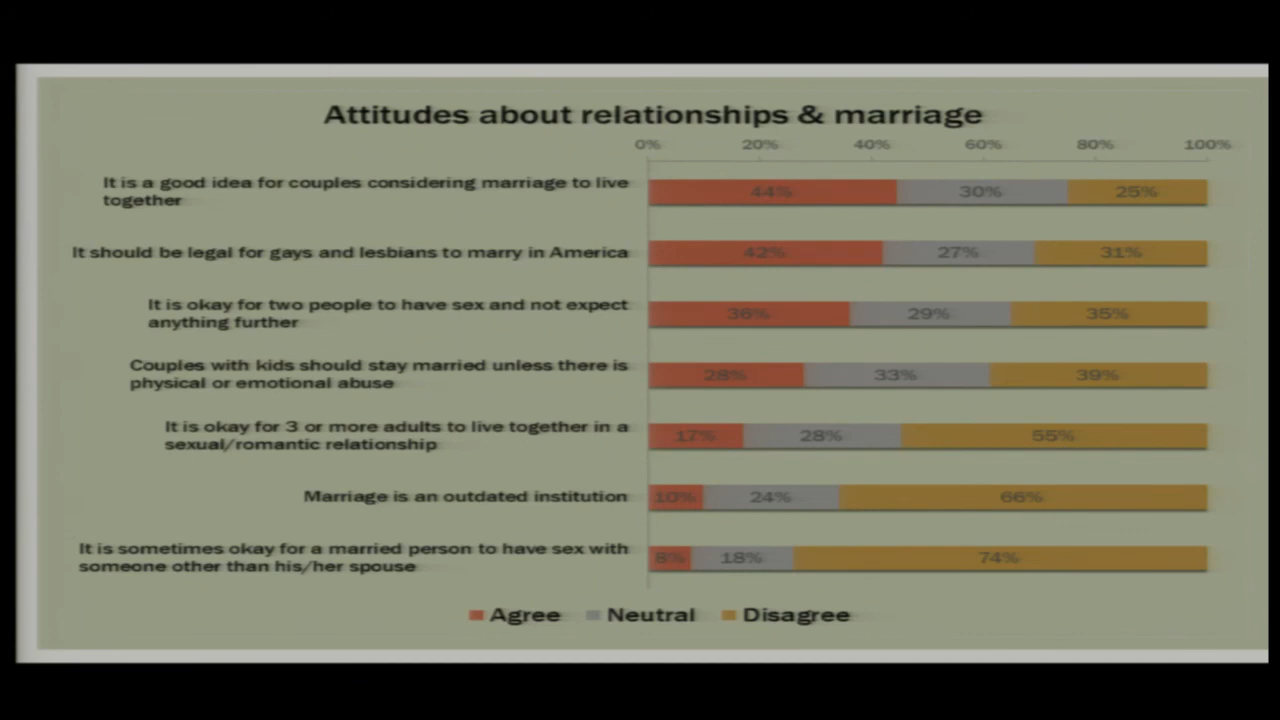 Attitudes about relationships & marriage
0% 20% 40% 60% 80% 100%
It is a good idea for couples considering marriage to live
together
44% 30% 25%
It should be legal for gays and lesbians to marry in America
42% 27% 31%
It is okay for two people to have sex and not expect
anything further
36% 29% 35%
Couples with kids should stay married unless there is
physical or emotional abuse
28% 33% 39%
It is okay for 3 or more adults to live together in a
sexual/romantic relationship
17% 28% 55%
Marriage is an outdated institution
10% 24% 66%
It is sometimes okay for a married person to have sex with
someone other than his/her spouse
8% 18% 74%
Agree Neutral Disagree